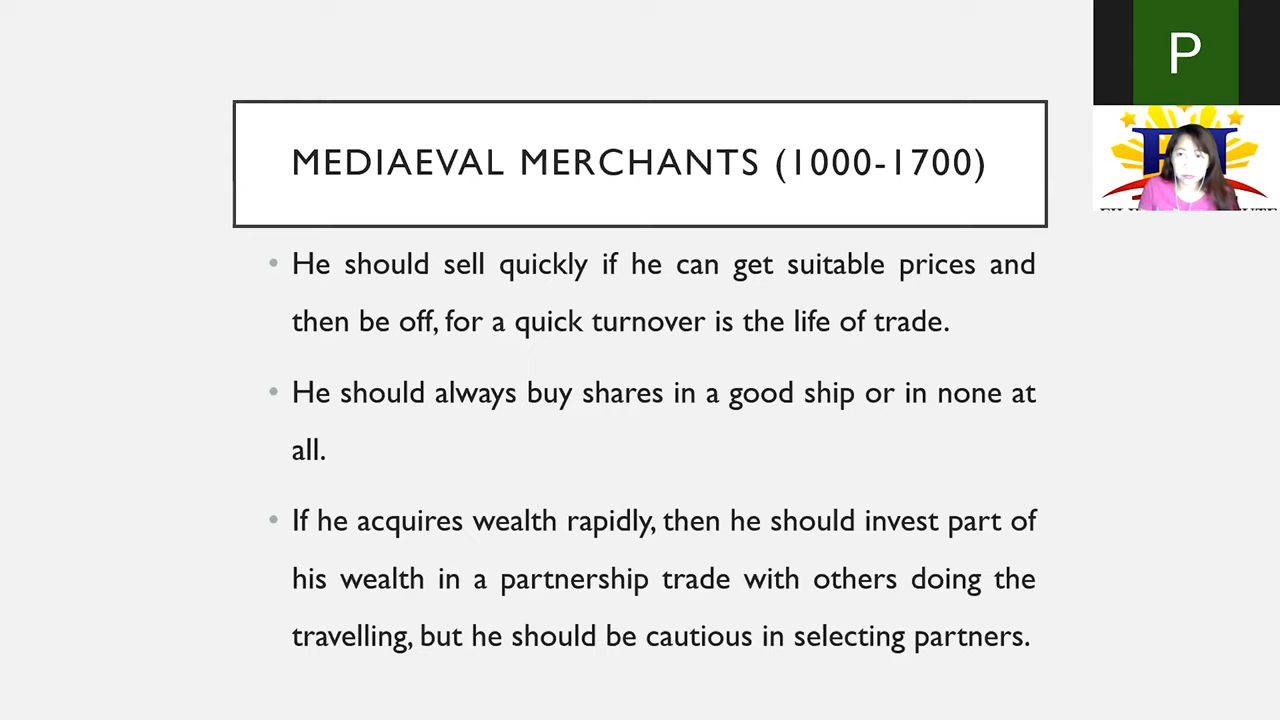 P
MEDIAEVAL MERCHANTS (1000-1700)
• He should sell quickly if he can get suitable prices and
then be off, for a quick turnover is the life of trade.
• He should always buy shares in a good ship or in none at
all.
• If he acquires wealth rapidly, then he should invest part of
his wealth in a partnership trade with others doing the
travelling, but he should be cautious in selecting partners.